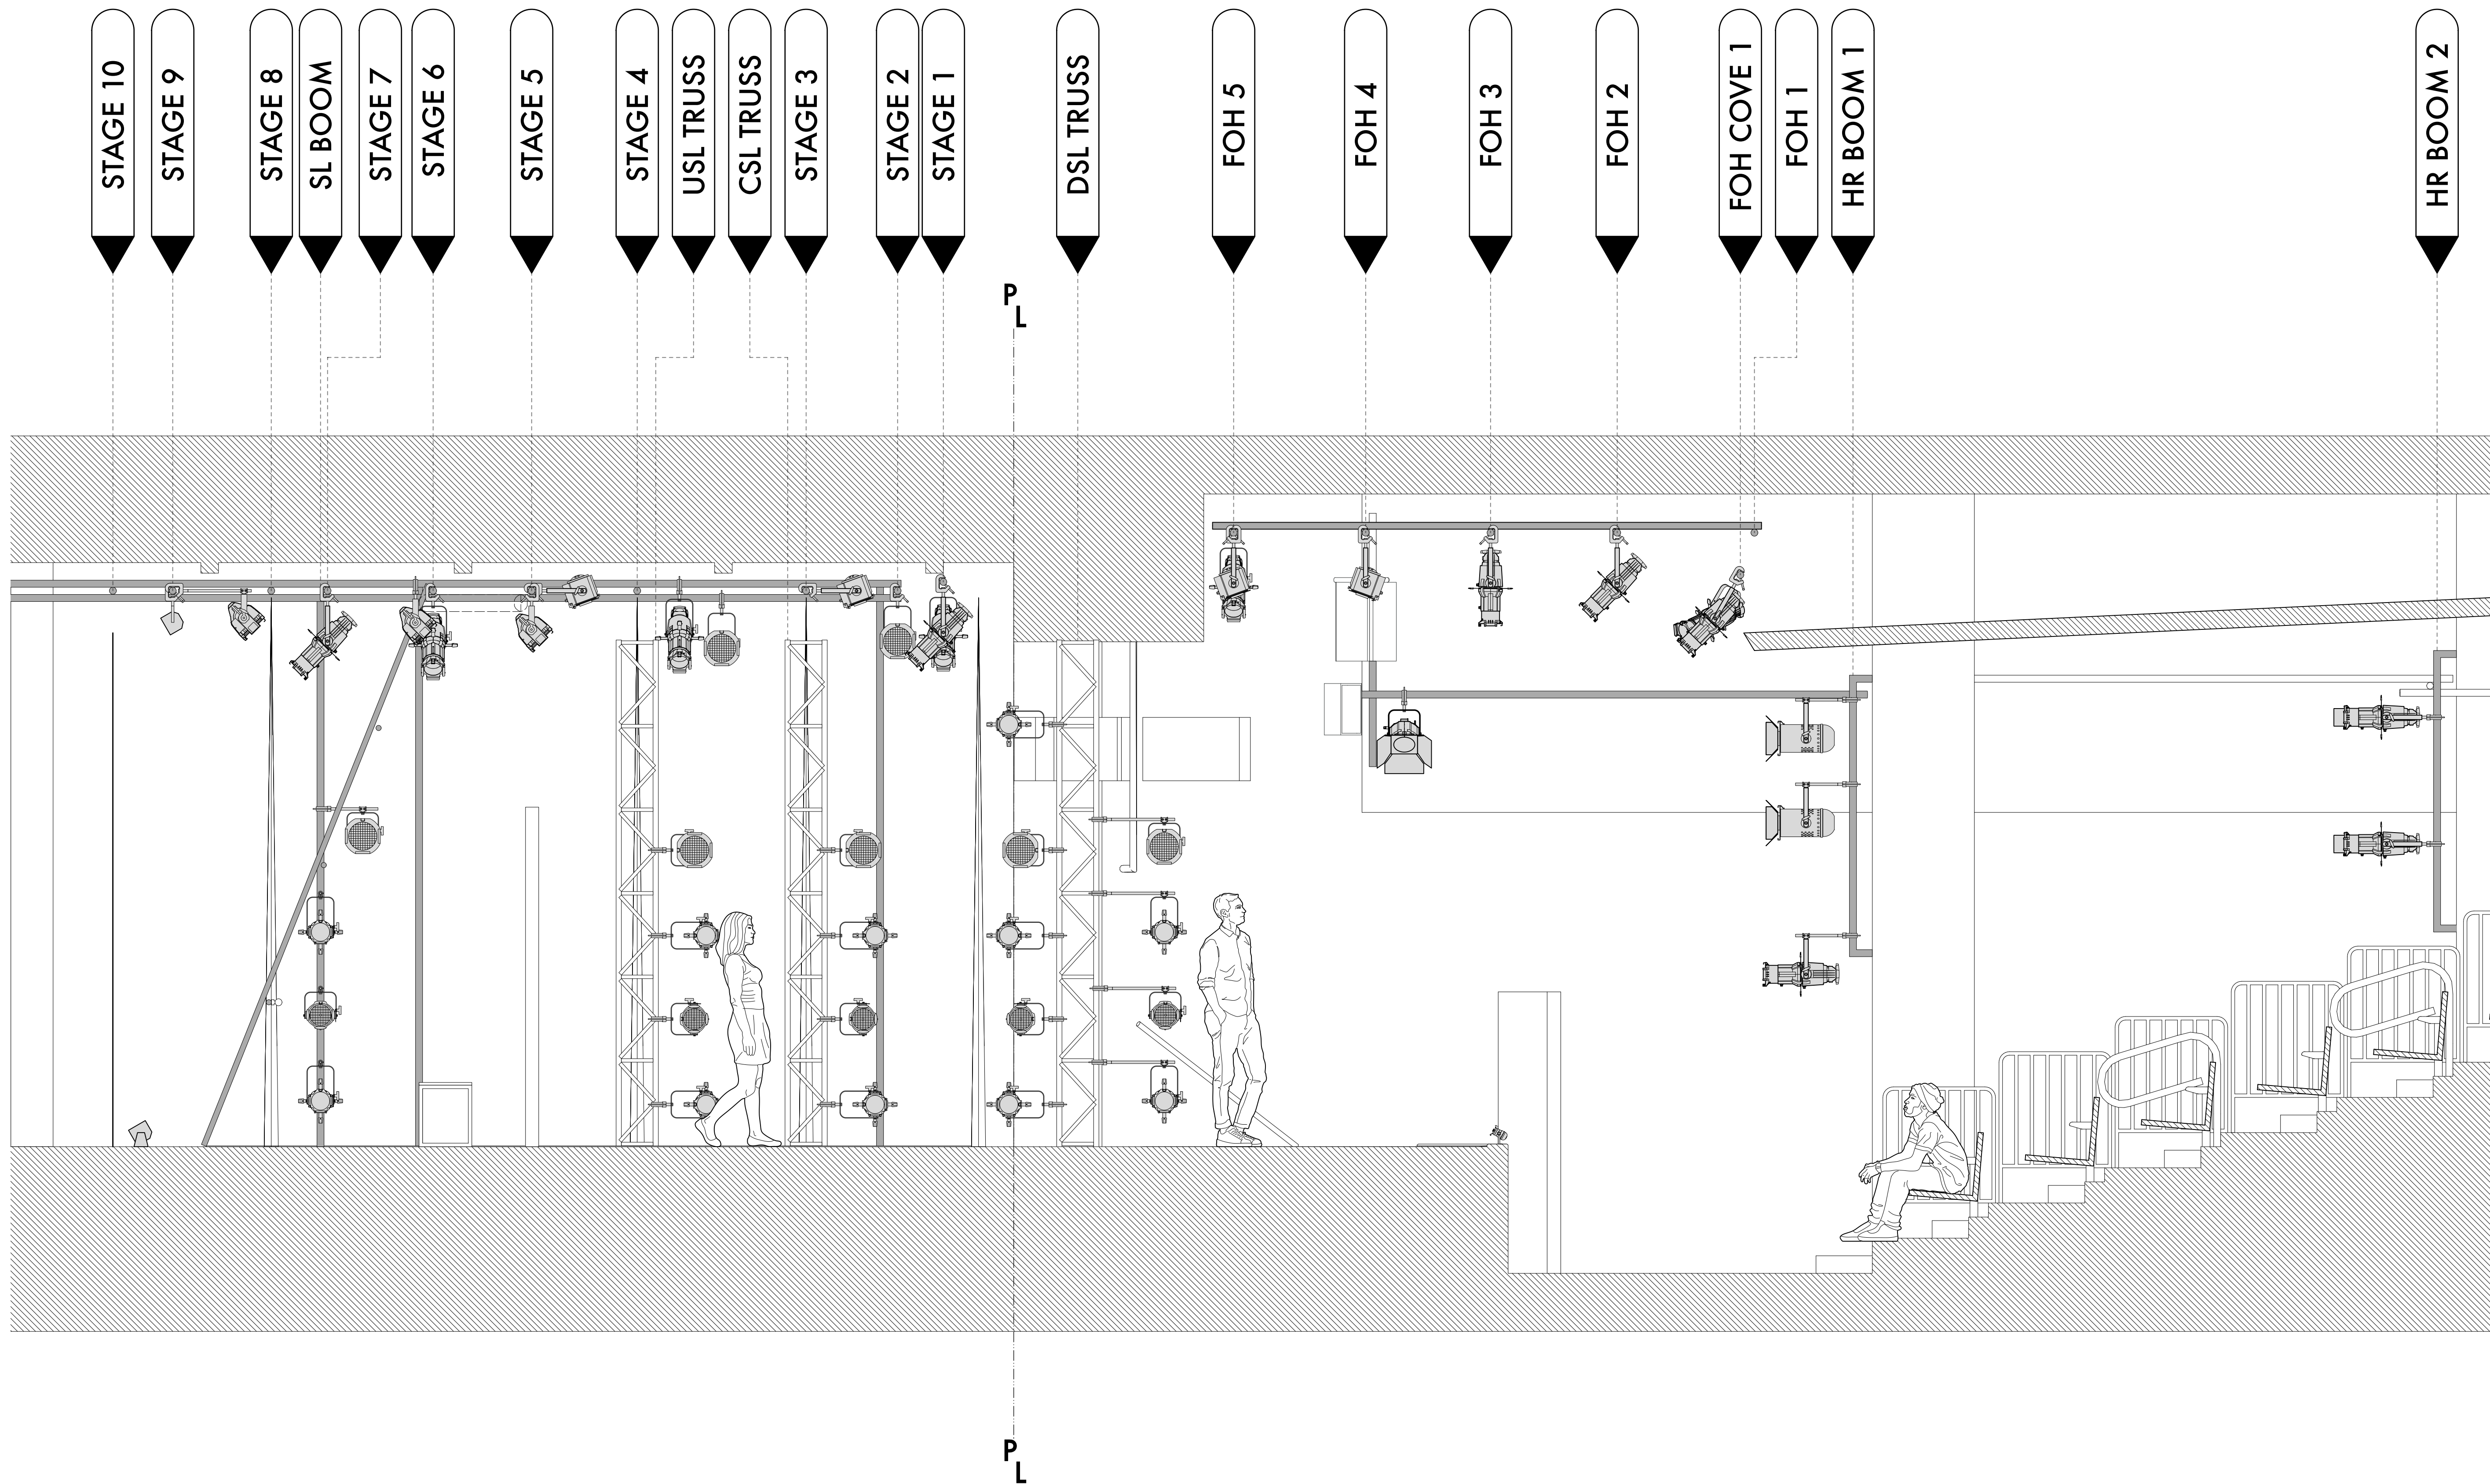 STAGE 10
STAGE 9
STAGE 8
SL BOOM
STAGE 7
STAGE 6
STAGE 5
STAGE 4
USL TRUSS
CSL TRUSS
STAGE 3
STAGE 2
STAGE 1
DSL TRUSS
FOH 5
FOH 4
FOH 3
FOH 2
FOH COVE 1
FOH 1
HR BOOM 1
HR BOOM 2
P
L
P
L